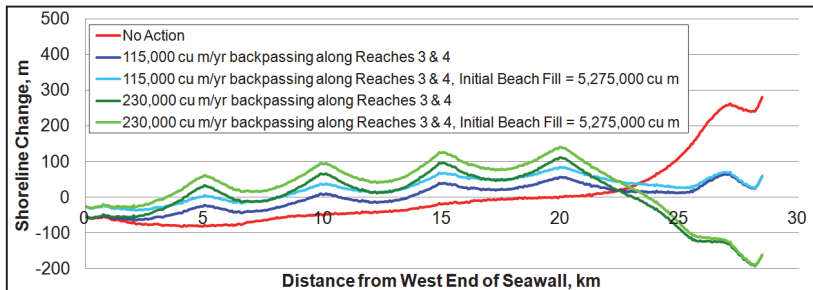 500
400
300
200
100
0
-100
-200
Shoreline Change, m
No Action
115,000 cu m/yr backpassing along Reaches 3 & 4
115,000 cu m/yr backpassing along Reaches 3 & 4, Initial Beach Fill = 5,275,000 cu m
230,000 cu m/yr backpassing along Reaches 3 & 4
230,000 cu m/yr backpassing along Reaches 3 & 4, Initial Beach Fill = 5,275,000 cu m
0 5 10 15 20 25 30
Distance from West End of Seawall, km